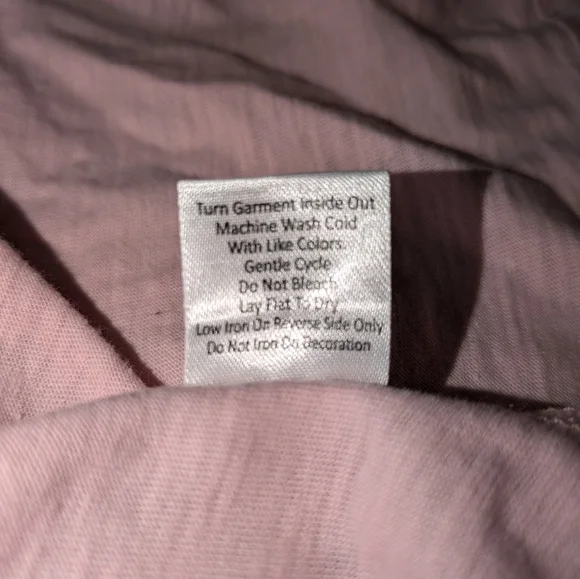 Turn Garment Inside Out
Machine Wash Cold
With Like Colors
Gentle Cycle
Do Not Bleach
Lay Flat To Dry
Low Iron On Reverse Side Only
Do Not Iron On Decoration